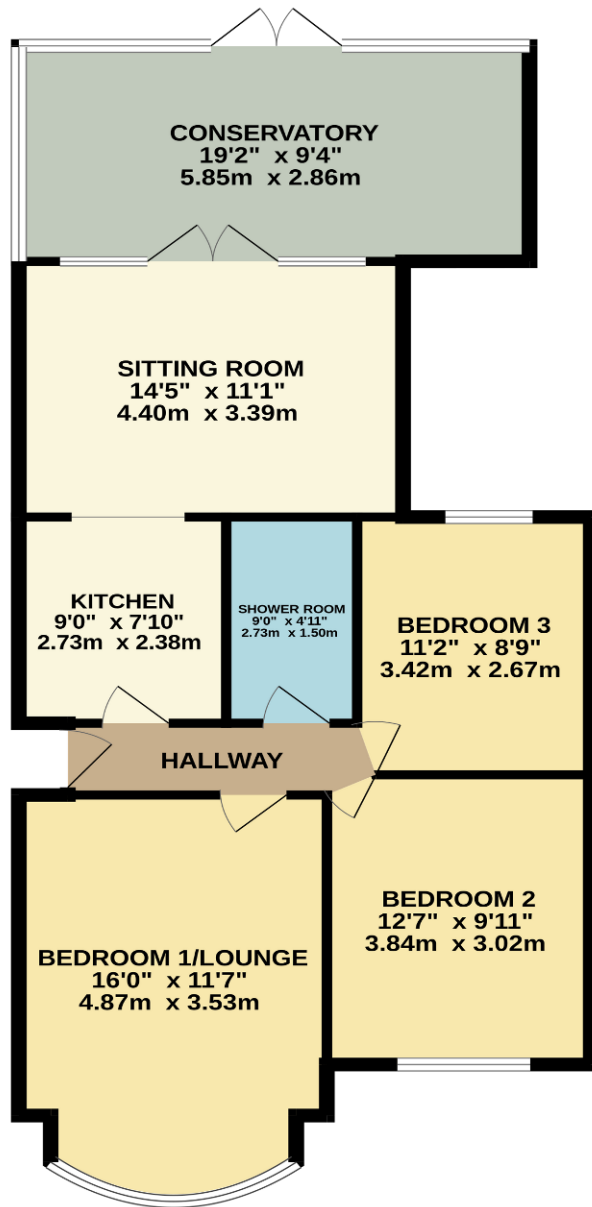 CONSERVATORY
19'2" x 9'4"
5.85m x 2.86m
SITTING ROOM
14'5" x 11'1"
4.40m x 3.39m
KITCHEN
9'0" x 7'10"
2.73m x 2.38m
SHOWER ROOM
9'0" x 4'11"
2.73m x 1.50m
BEDROOM 3
11'2" x 8'9"
3.42m x 2.67m
HALLWAY
BEDROOM 2
12'7" x 9'11"
3.84m x 3.02m
BEDROOM 1/LOUNGE
16'0" x 11'7"
4.87m x 3.53m